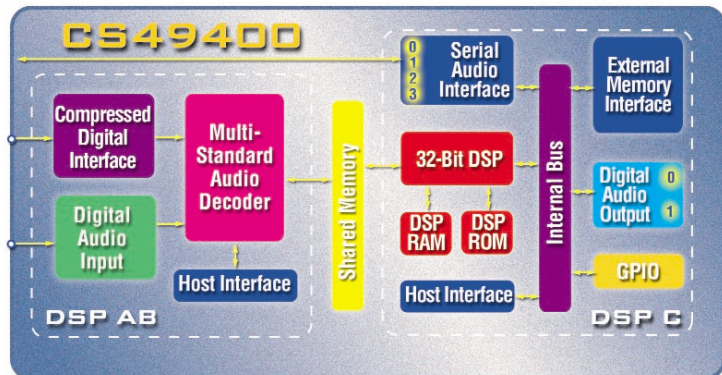 CS49400
Compressed
Digital
Interface
Digital
Audio
Input
Multi-
Standard
Audio
Decoder
Host Interface
DSP AB
Shared Memory
0
1
2
3
Serial
Audio
Interface
32-Bit DSP
DSP
RAM
DSP
ROM
Host Interface
Internal Bus
External
Memory
Interface
Digital
Audio
Output
0
1
GPIO
DSP C